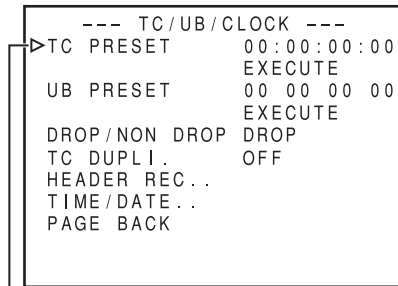 --- TC/UB/CLOCK ---
TC PRESET 00:00:00:00
EXECUTE
UB PRESET 00 00 00 00
EXECUTE
DROP/NON DROP DROP
TC DUPLI. OFF
HEADER REC..
TIME/DATE..
PAGE BACK